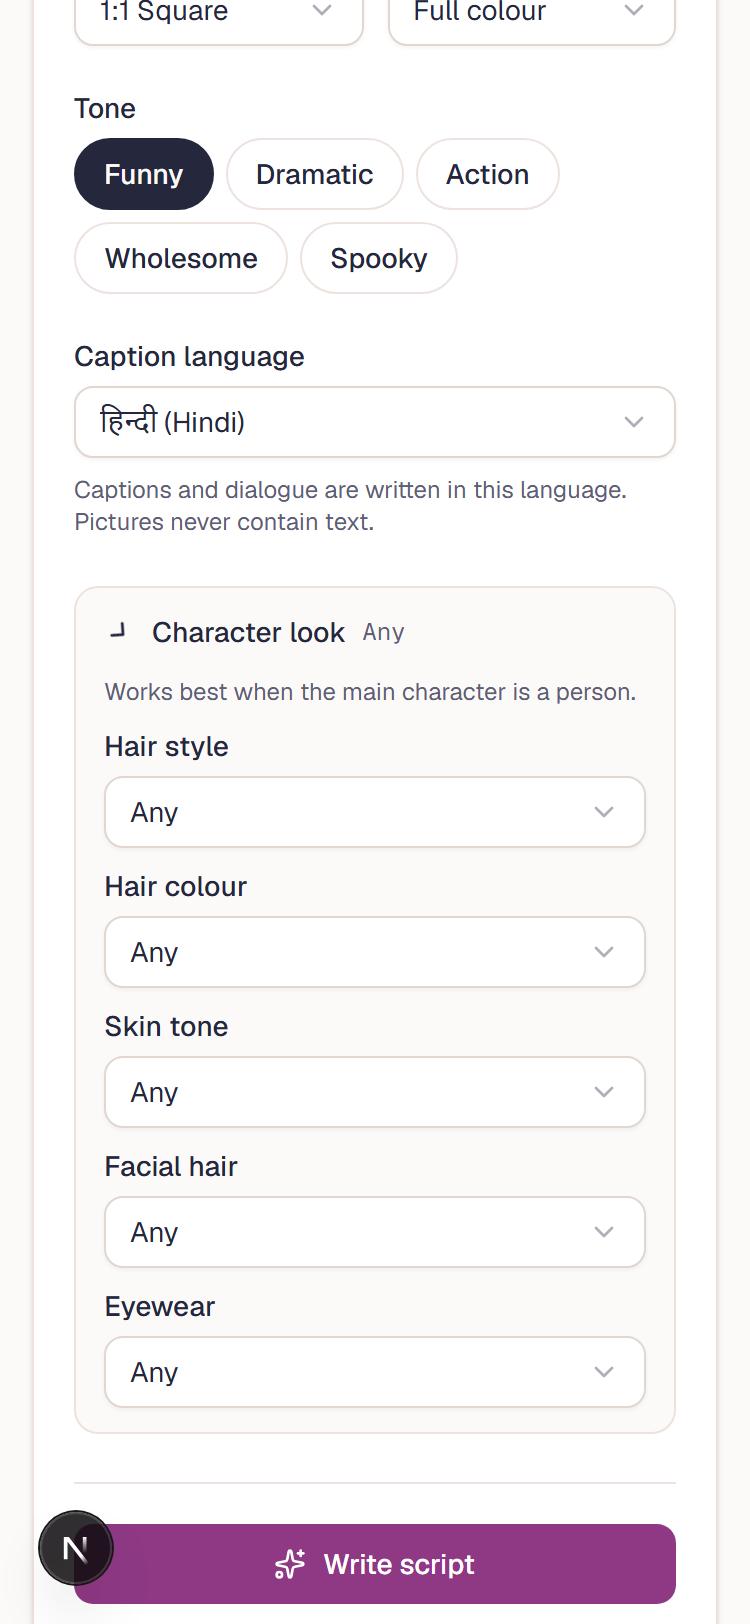 1:1 Square
Full colour
Tone
Funny
Dramatic
Action
Wholesome
Spooky
Caption language
हिन्दी (Hindi)
Captions and dialogue are written in this language.
Pictures never contain text.
Character look Any
Works best when the main character is a person.
Hair style
Any
Hair colour
Any
Skin tone
Any
Facial hair
Any
Eyewear
Any
N
Write script